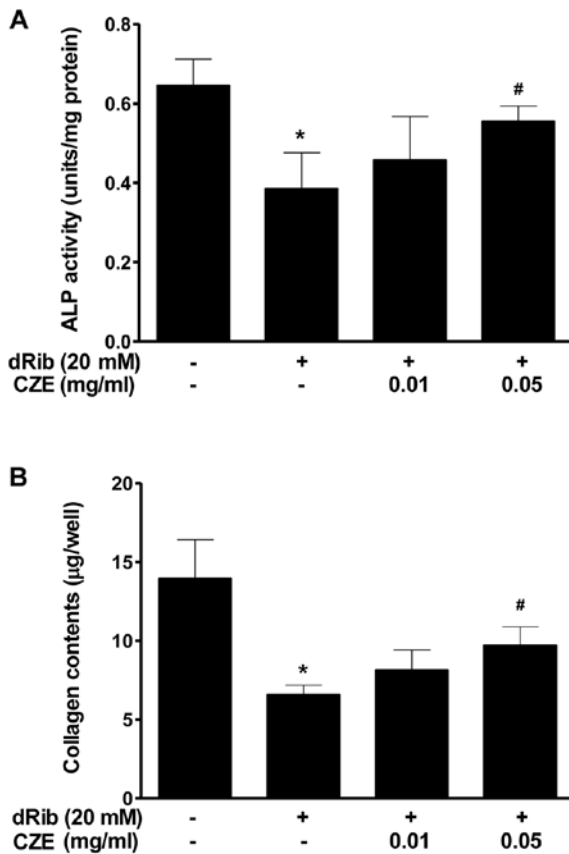 A
ALP activity (units/mg protein)
0.8
0.6
0.4
0.2
0.0
*
#
dRib (20 mM) - + + +
CZE (mg/ml) - - 0.01 0.05
B
Collagen contents (µg/well)
20
15
10
5
0
*
#
dRib (20 mM) - + + +
CZE (mg/ml) - - 0.01 0.05